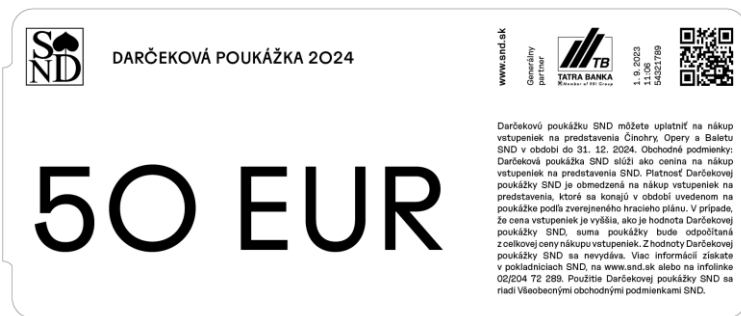 S
ND
DARČEKOVÁ POUKÁŽKA 2024
50 EUR
www.snd.sk
Generálny
partner
TB
TATRA BANKA
Member of RBI Group
1. 9. 2023
11:06
54321789
Darčekovú poukážku SND môžete uplatniť na nákup
vstupeniek na predstavenia Činohry, Opery a Baletu
SND v období do 31. 12. 2024. Obchodné podmienky:
Darčeková poukážka SND slúži ako cenina na nákup
vstupeniek na predstavenia SND. Platnosť Darčekovej
poukážky SND je obmedzená na nákup vstupeniek na
predstavenia, ktoré sa konajú v období uvedenom na
poukážke podľa zverejneného hracieho plánu. V prípade,
že cena vstupeniek je vyššia, ako je hodnota Darčekovej
poukážky SND, suma poukážky bude odpočítaná
z celkovej ceny nákupu vstupeniek. Z hodnoty Darčekovej
poukážky SND sa nevydáva. Viac informácií získate
v pokladniciach SND, na www.snd.sk alebo na infolinke
02/204 72 289. Použitie Darčekovej poukážky SND sa
riadi Všeobecnými obchodnými podmienkami SND.